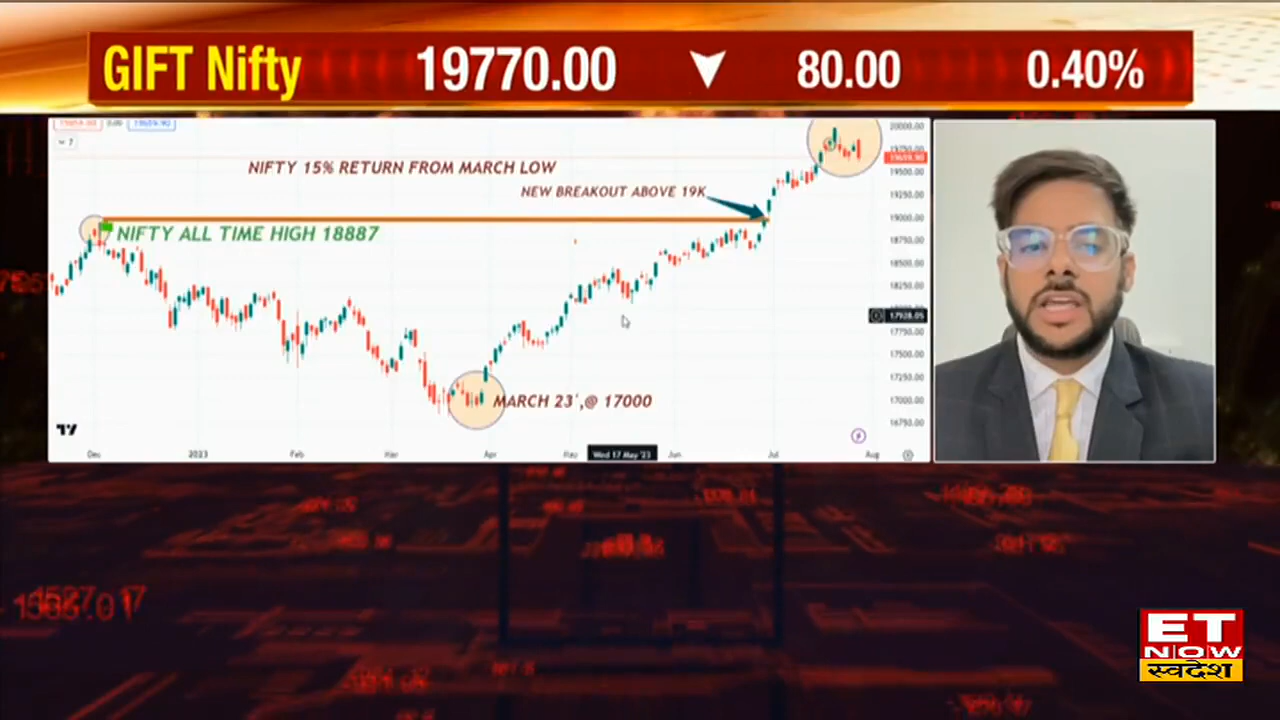 GIFT Nifty 19770.00 80.00 0.40%
20000.00
NIFTY 15% RETURN FROM MARCH LOW
19500.00
NEW BREAKOUT ABOVE 19K
19250.00
19000.00
NIFTY ALL TIME HIGH 18887
18750.00
18500.00
18250.00
17928.05
17750.00
17500.00
17250.00
MARCH 23',@ 17000
17000.00
16750.00
Dec 2023 Feb Mar Apr May Wed 17 May '23 Jun Jul Aug
ET
NOW
स्वदेश